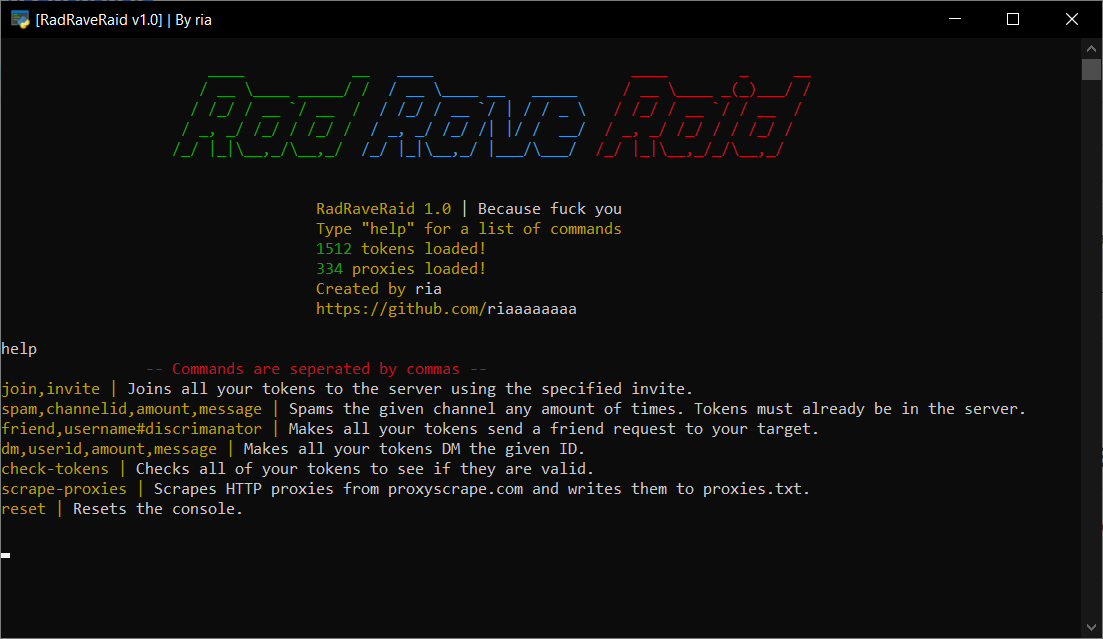 [RadRaveRaid v1.0] | By ria
Rad Rave Raid
RadRaveRaid 1.0 | Because fuck you
Type "help" for a list of commands
1512 tokens loaded!
334 proxies loaded!
Created by ria
https://github.com/riaaaaaaaa
help
-- Commands are seperated by commas --
join,invite | Joins all your tokens to the server using the specified invite.
spam,channelid,amount,message | Spams the given channel any amount of times. Tokens must already be in the server.
friend,username#discrimanator | Makes all your tokens send a friend request to your target.
dm,userid,amount,message | Makes all your tokens DM the given ID.
check-tokens | Checks all of your tokens to see if they are valid.
scrape-proxies | Scrapes HTTP proxies from proxyscrape.com and writes them to proxies.txt.
reset | Resets the console.